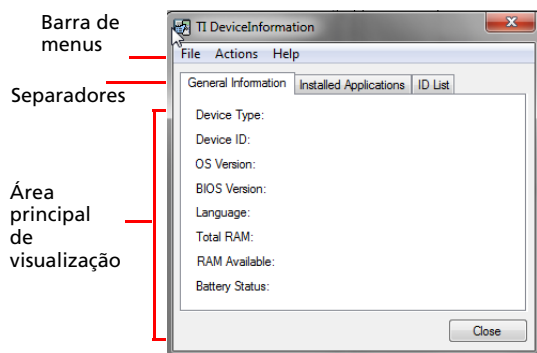 Barra de
menus
TI DeviceInformation
File Actions Help
Separadores
General Information Installed Applications ID List
Device Type:
Device ID:
OS Version:
BIOS Version:
Área
principal
de
visualização
Language:
Total RAM:
RAM Available:
Battery Status:
Close